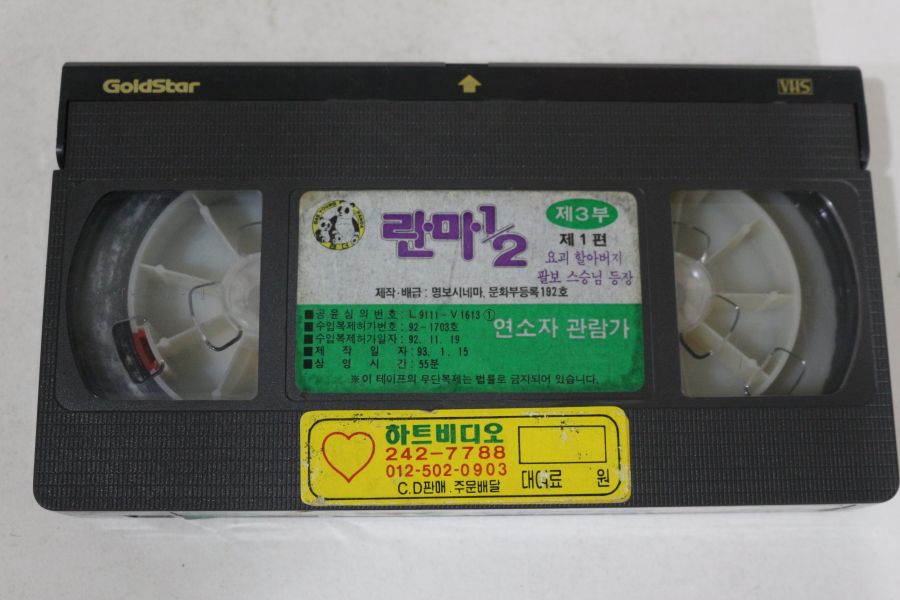 GoldStar
VHS
란마1/2
제3부
제1편
요괴 할아버지
팔보 스승님 등장
제작·배급 : 명보시네마, 문화부등록192호
■공윤심의번호: L9111-V1613 ①
■수입복제허가번호: 92-1703호
■수입복제허가일자: 92. 11. 19
■제작일자: 93. 1. 15
■상영시간: 55분
연소자 관람가
※이 테이프의 무단복제는 법률로 금지되어 있습니다.
하트비디오
242-7788
012-502-0903
C.D판매. 주문배달
대여료 원